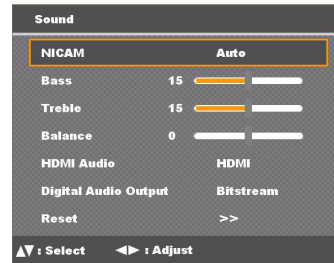 Sound
NICAM Auto
Bass 15
Treble 15
Balance 0
HDMI Audio HDMI
Digital Audio Output Bitstream
Reset >>
▲▼ : Select ◀▶ : Adjust